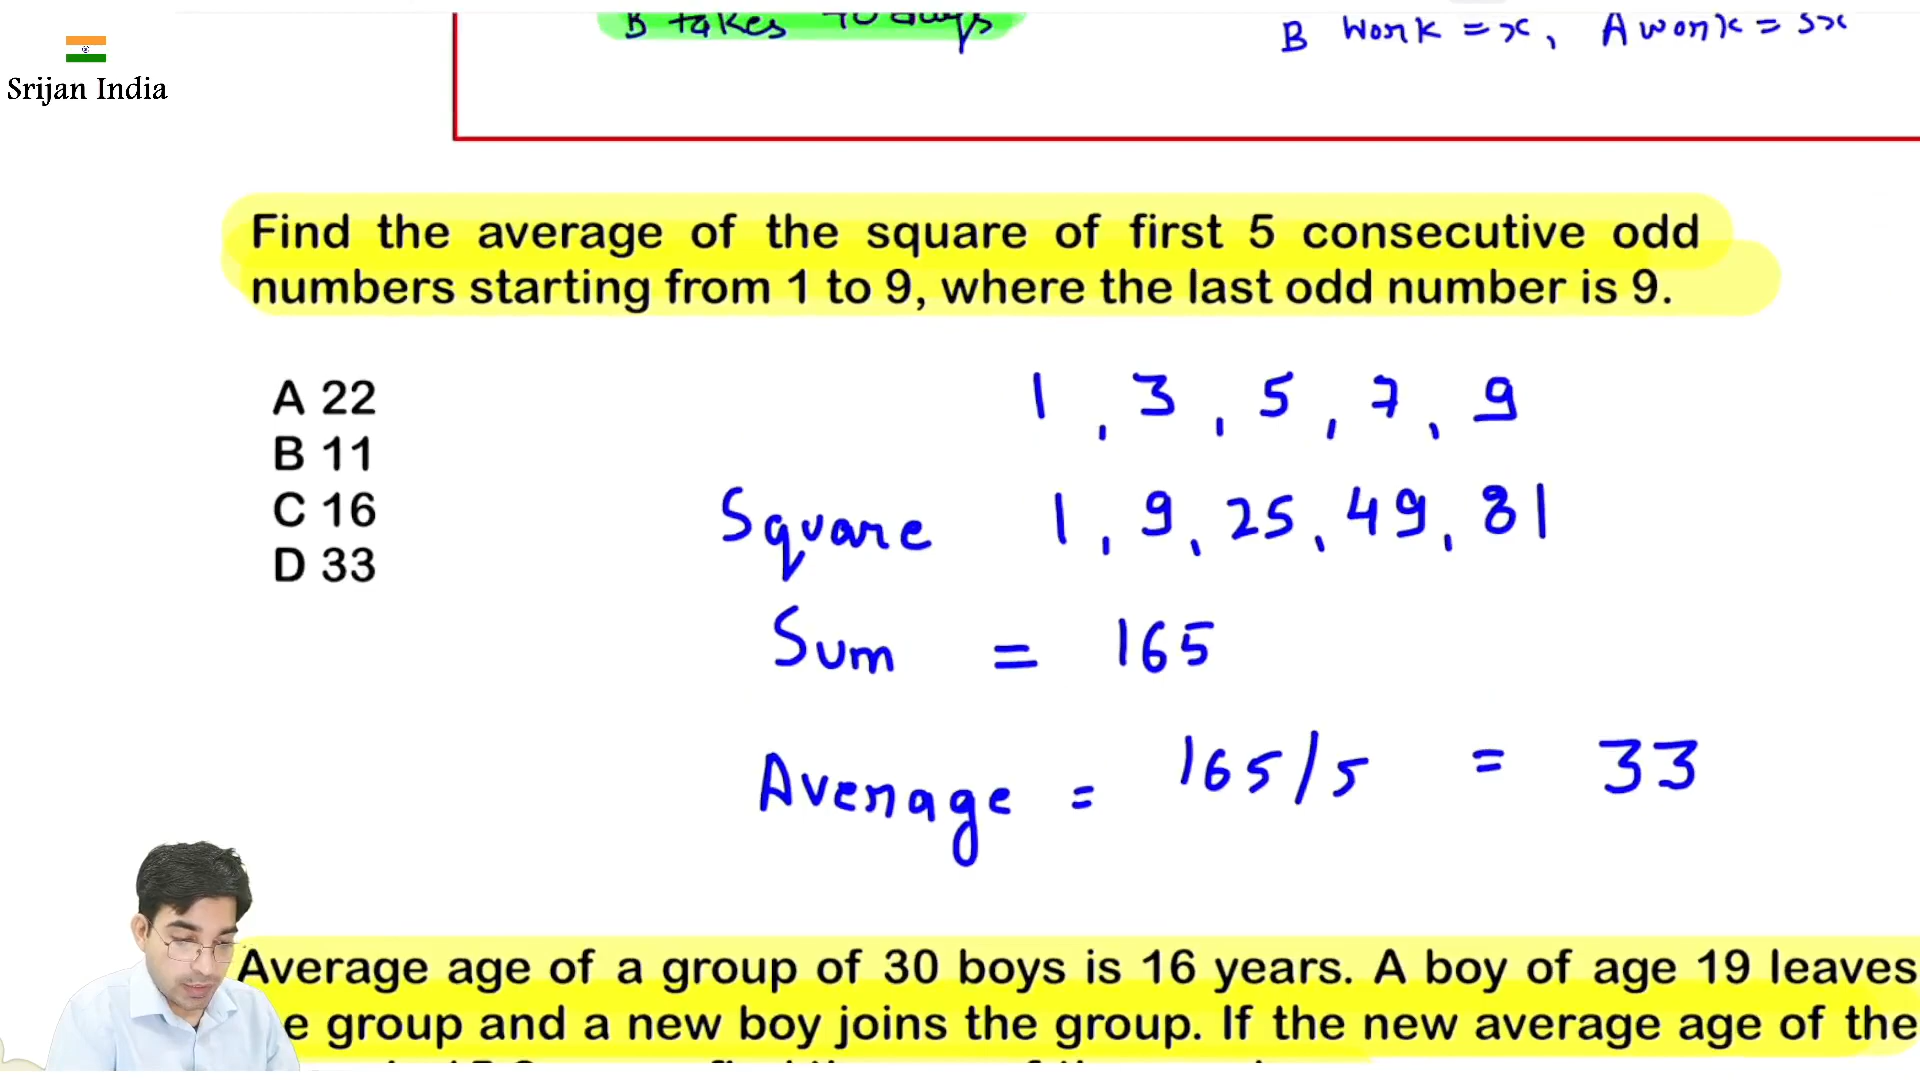 B takes
B work = x, A work = 3x
Srijan India
Find the average of the square of first 5 consecutive odd
numbers starting from 1 to 9, where the last odd number is 9.
A 22
B 11
C 16
D 33
1, 3, 5, 7, 9
Square 1, 9, 25, 49, 81
Sum = 165
Average = 165/5 = 33
Average age of a group of 30 boys is 16 years. A boy of age 19 leaves
e group and a new boy joins the group. If the new average age of the